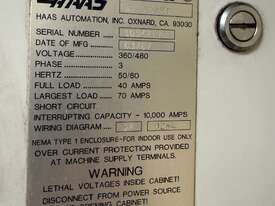 HAAS
HAAS AUTOMATION, INC. OXNARD, CA. 93030
SERIAL NUMBER
DATE OF MFG
VOLTAGE 360/480
PHASE 3
HERTZ 50/60
FULL LOAD 40 AMPS
LARGEST LOAD 70 AMPS
SHORT CIRCUIT
INTERRUPTING CAPACITY - 10,000 AMPS
WIRING DIAGRAM
NEMA TYPE 1 ENCLOSURE-FOR INDOOR USE ONLY
OVER CURRENT PROTECTION PROVIDED
AT MACHINE SUPPLY TERMINALS.
WARNING
LETHAL VOLTAGES INSIDE CABINET!
DISCONNECT FROM POWER SOURCE
OPENING CABINET!